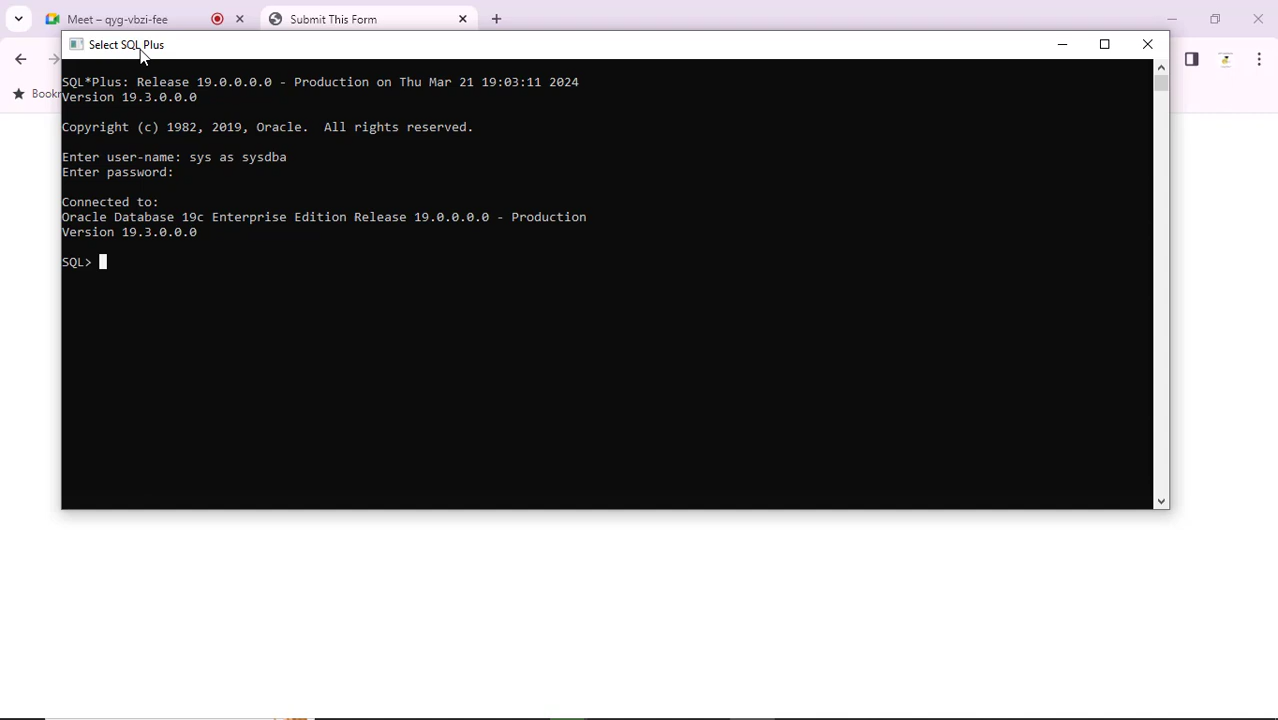 Meet – qyg-vbzi-fee
Submit This Form
Select SQL Plus
SQL*Plus: Release 19.0.0.0.0 - Production on Thu Mar 21 19:03:11 2024
Version 19.3.0.0.0
Copyright (c) 1982, 2019, Oracle.  All rights reserved.
Enter user-name: sys as sysdba
Enter password:
Connected to:
Oracle Database 19c Enterprise Edition Release 19.0.0.0.0 - Production
Version 19.3.0.0.0
SQL>